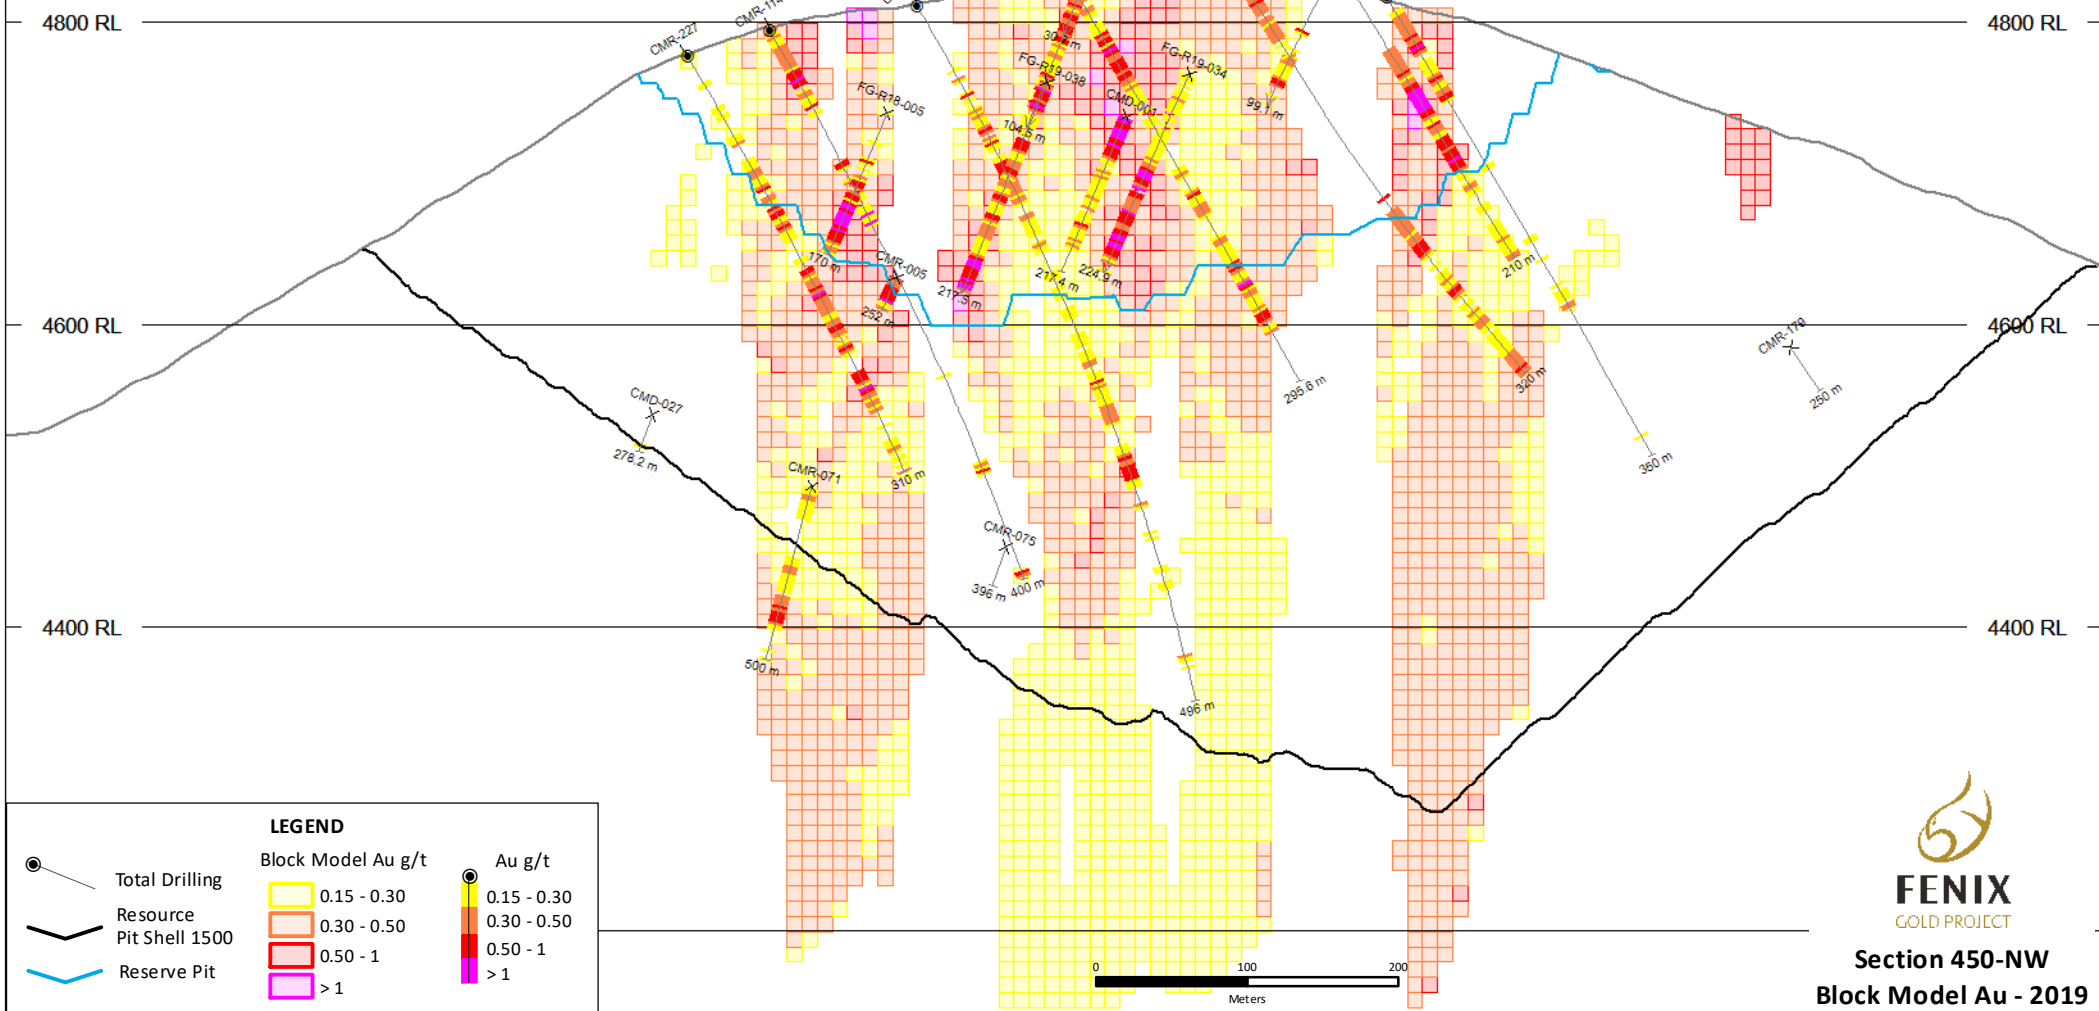 4800 RL
4800 RL
CMR-227
CMR-114
30.2 m
FG-R19-038
FG-R19-034
FG-R18-005
CMD-001
99.1 m
104.5 m
170 m
CMR-005
252 m
217.5 m
217.4 m
224.9 m
210 m
4600 RL
4600 RL
CMR-179
250 m
295.6 m
320 m
350 m
CMD-027
278.2 m
CMR-071
310 m
CMR-075
396 m
400 m
4400 RL
4400 RL
500 m
496 m
LEGEND
Total Drilling
Resource
Pit Shell 1500
Reserve Pit
Block Model Au g/t
0.15 - 0.30
0.30 - 0.50
0.50 - 1
> 1
Au g/t
0.15 - 0.30
0.30 - 0.50
0.50 - 1
> 1
0 100 200
Meters
FENIX
GOLD PROJECT
Section 450-NW
Block Model Au - 2019